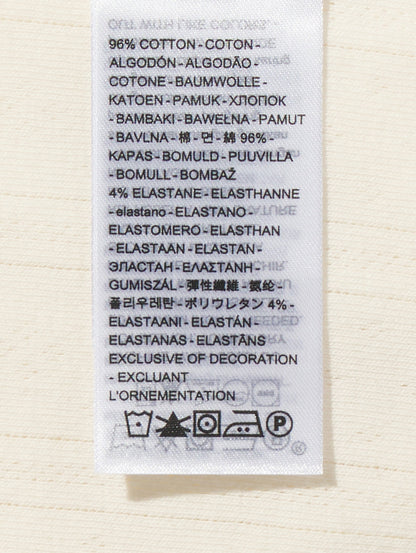 96% COTTON - COTON -
ALGODÓN - ALGODÃO -
COTONE - BAUMWOLLE -
KATOEN - PAMUK - ХЛОПОК
- ΒΑΜΒΑΚΙ - BAWEŁNA - PAMUT
- BAVLNA - 棉 - 면 - 綿 96% -
KAPAS - BOMULD - PUUVILLA
- BOMULL - BOMBAŽ
4% ELASTANE - ELASTHANNE
- elastano - ELASTANO -
ELASTOMERO - ELASTHAN
- ELASTAAN - ELASTAN -
ЭЛАСТАН - ΕΛΑΣΤΑΝΗ -
GUMISZÁL - 彈性纖維 - 氨纶 -
폴리우레탄 - ポリウレタン 4% -
ELASTAANI - ELASTÁN -
ELASTANAS - ELASTĀNS
EXCLUSIVE OF DECORATION
- EXCLUANT
L'ORNEMENTATION
P